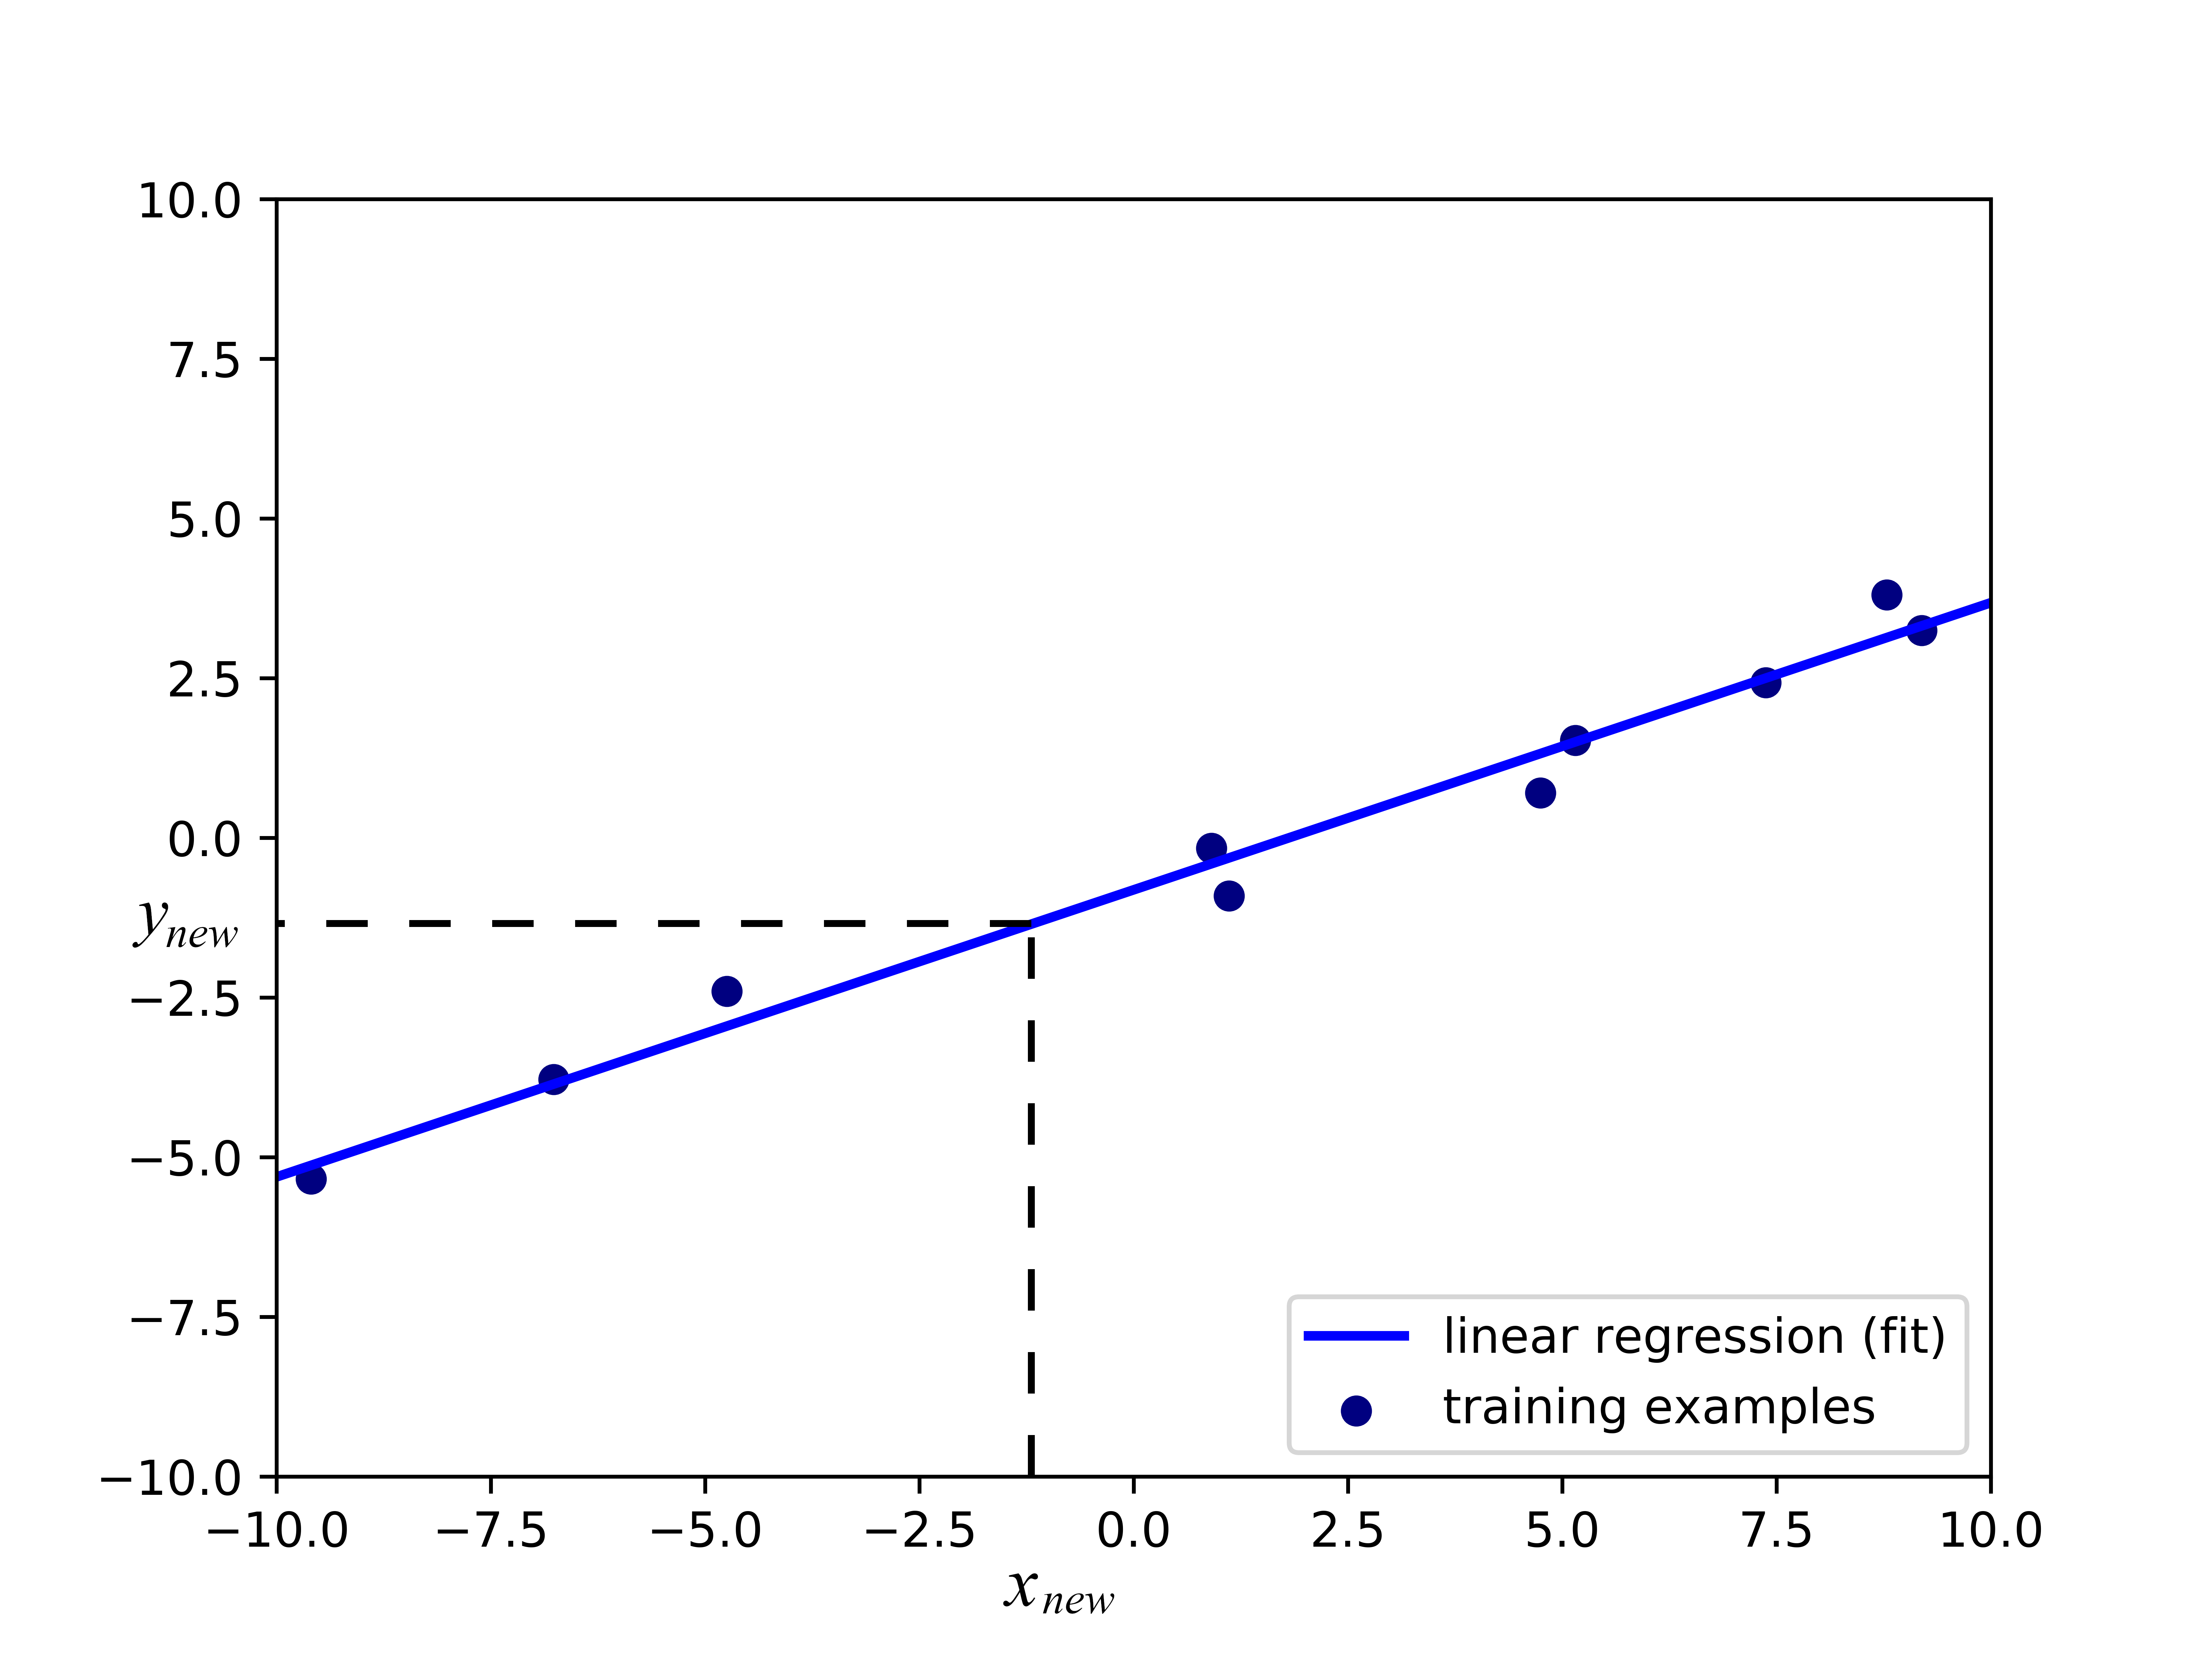 10.0
7.5
5.0
2.5
0.0
ynew
−2.5
−5.0
−7.5
−10.0
linear regression (fit)
training examples
−10.0 −7.5 −5.0 −2.5 0.0 2.5 5.0 7.5 10.0
xnew